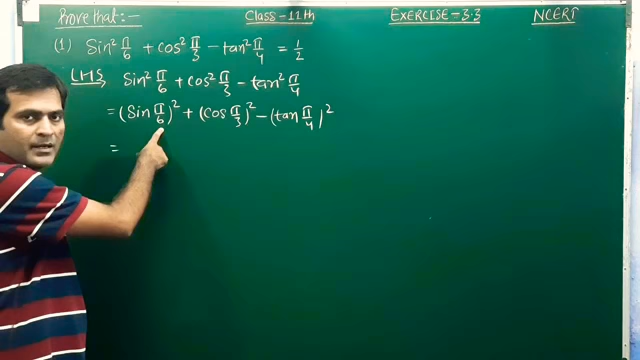 Prove that :- Class-11th EXERCISE-3.3 NCERT
(1) Sin² π/6 + cos² π/3 - tan² π/4 = 1/2
LHS Sin² π/6 + cos² π/3 - tan² π/4
= (Sin π/6)² + (cos π/3)² - (tan π/4)²
=